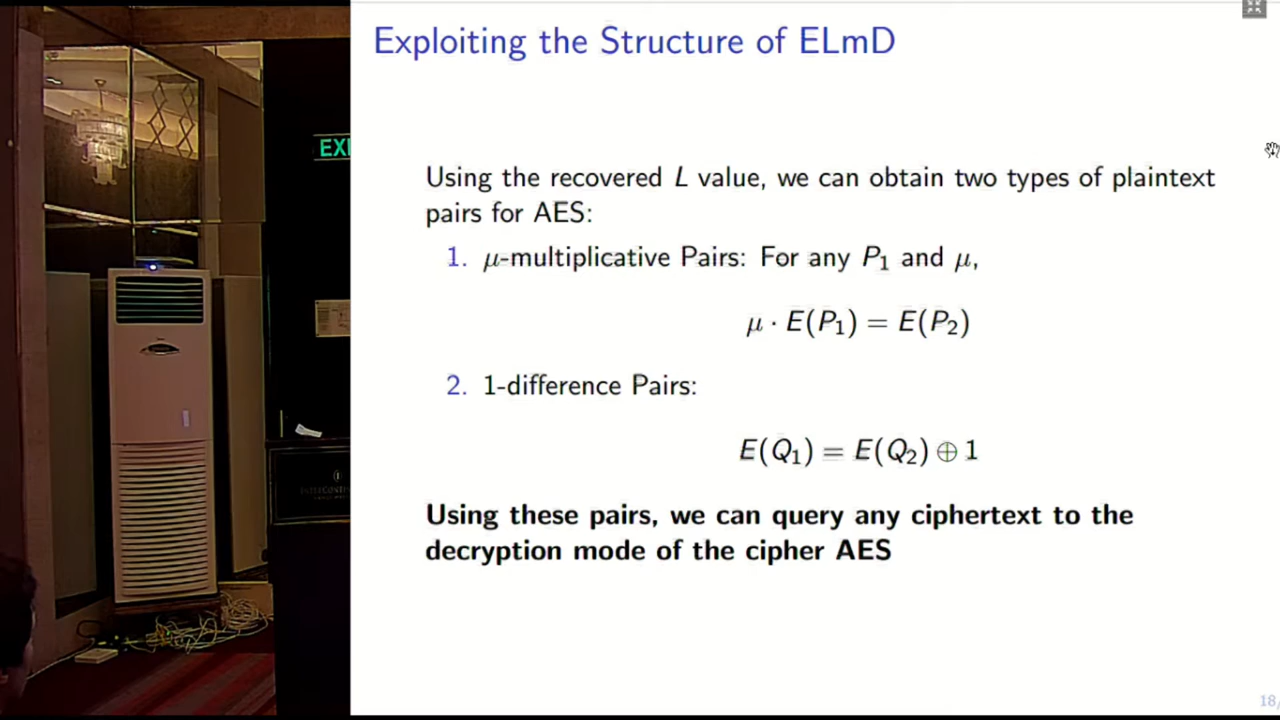 Exploiting the Structure of ELmD
EXI
Using the recovered L value, we can obtain two types of plaintext
pairs for AES:
1. μ-multiplicative Pairs: For any P₁ and μ,
μ · E(P₁) = E(P₂)
2. 1-difference Pairs:
E(Q₁) = E(Q₂) ⊕ 1
Using these pairs, we can query any ciphertext to the
decryption mode of the cipher AES
18/